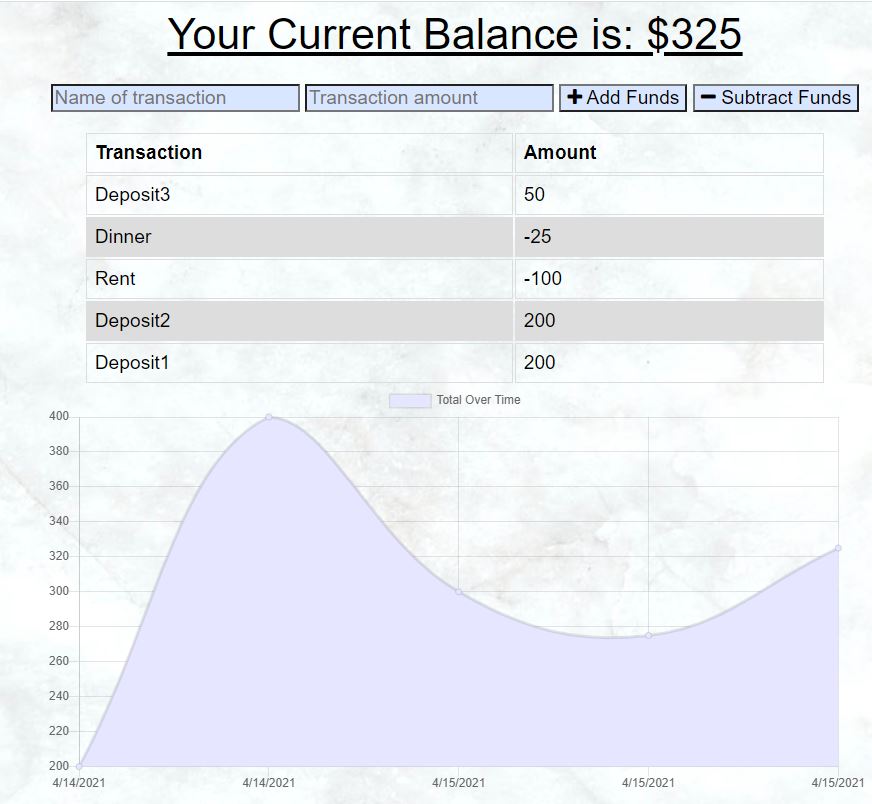 Your Current Balance is: $325
Name of transaction Transaction amount + Add Funds − Subtract Funds
Transaction Amount
Deposit3 50
Dinner -25
Rent -100
Deposit2 200
Deposit1 200
Total Over Time
400
380
360
340
320
300
280
260
240
220
200
4/14/2021 4/14/2021 4/15/2021 4/15/2021 4/15/2021